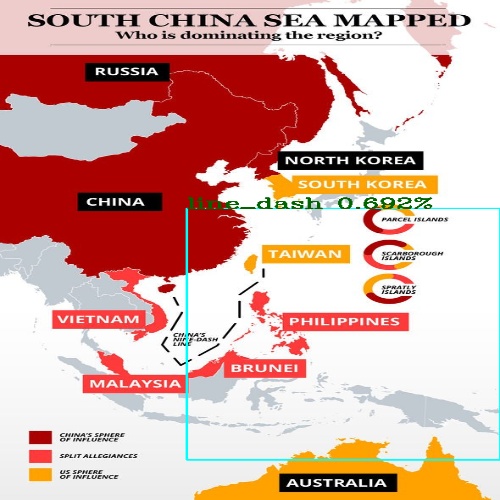 SOUTH CHINA SEA MAPPED
Who is dominating the region?
RUSSIA
NORTH KOREA
SOUTH KOREA
CHINA
line_dash 0.692%
PARCEL ISLANDS
TAIWAN
SCARBOROUGH
ISLANDS
SPRATLY
ISLANDS
VIETNAM
PHILIPPINES
CHINA'S
NINE-DASH
LINE
BRUNEI
MALAYSIA
CHINA'S SPHERE
OF INFLUENCE
SPLIT ALLEGIANCES
US SPHERE
OF INFLUENCE
AUSTRALIA